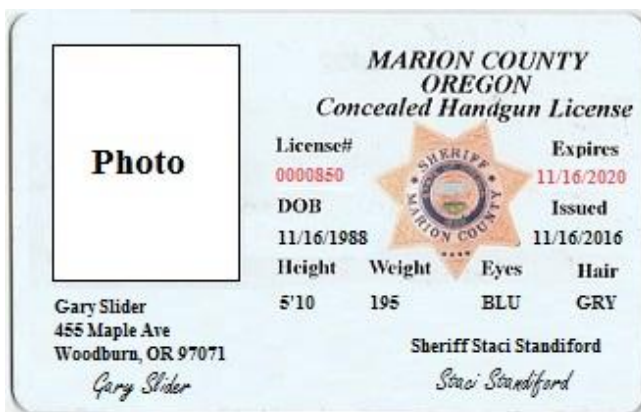 MARION COUNTY
OREGON
Concealed Handgun License
Photo
License# Expires
0000850 11/16/2020
SHERIFF
MARION COUNTY
DOB Issued
11/16/1988 11/16/2016
Height Weight Eyes Hair
5'10 195 BLU GRY
Gary Slider
455 Maple Ave
Woodburn, OR 97071
Gary Slider
Sheriff Staci Standiford
Staci Standiford